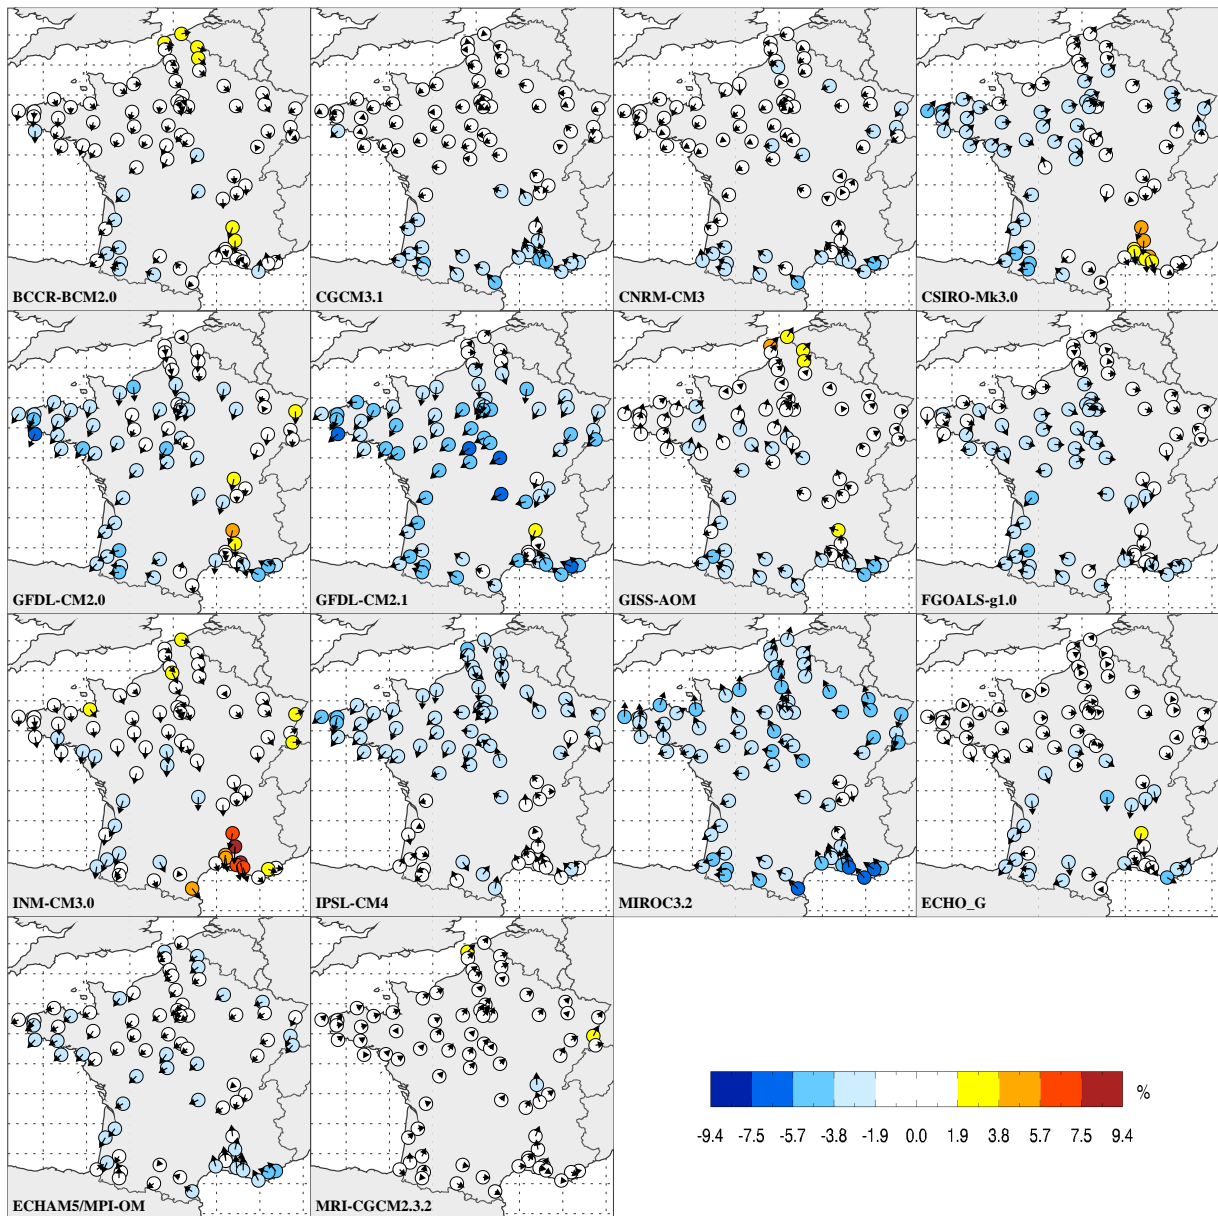 BCCR-BCM2.0
CGCM3.1
CNRM-CM3
CSIRO-Mk3.0
GFDL-CM2.0
GFDL-CM2.1
GISS-AOM
FGOALS-g1.0
INM-CM3.0
IPSL-CM4
MIROC3.2
ECHO_G
ECHAM5/MPI-OM
MRI-CGCM2.3.2
%
-9.4 -7.5 -5.7 -3.8 -1.9 0.0 1.9 3.8 5.7 7.5 9.4